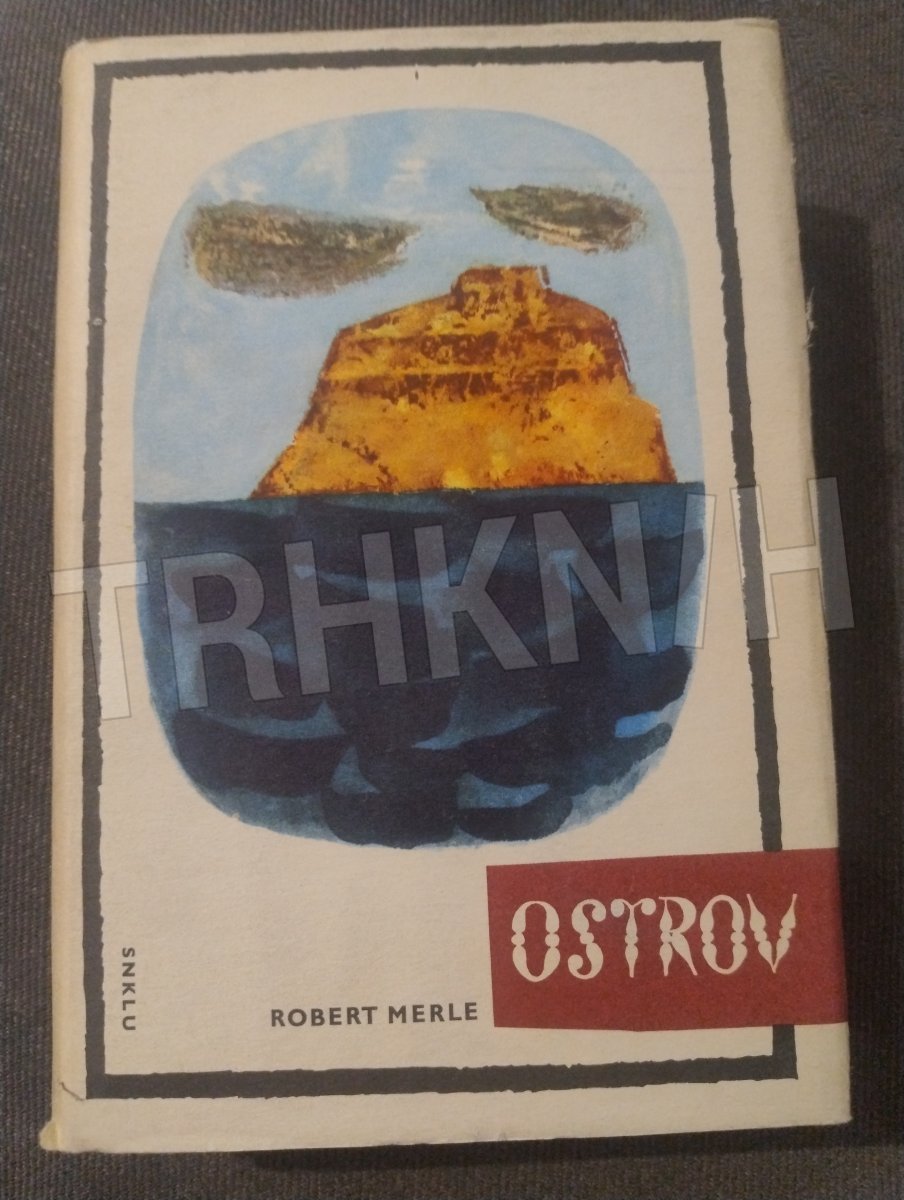 TRHKNIH
SNKLU
ROBERT MERLE
OSTROV